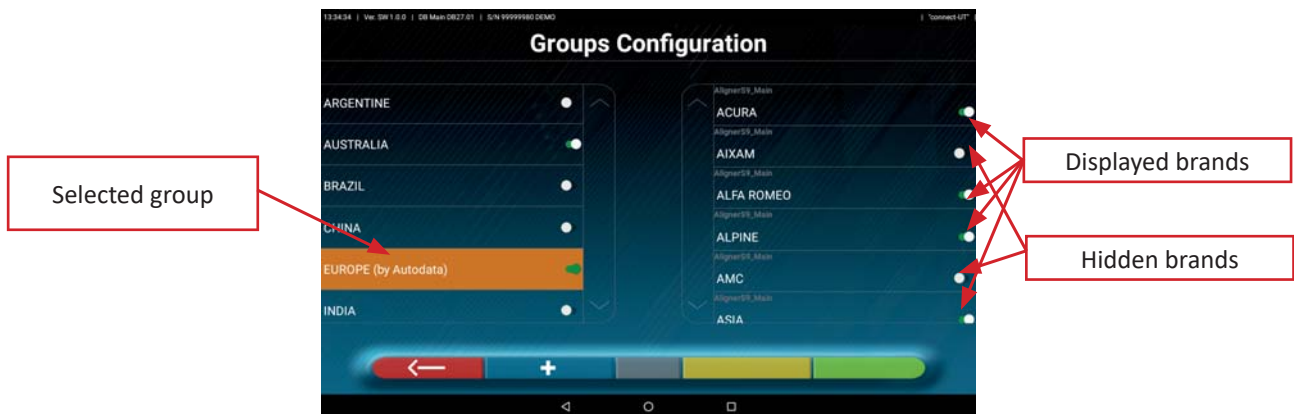 13:34:34 | Ver. SW 1.0.0 | DB Main DB27.01 | S/N 99999980 DEMO | "connect-UT" |
Groups Configuration
ARGENTINE
AUSTRALIA
BRAZIL
CHINA
EUROPE (by Autodata)
INDIA
AlignerS9_Main
ACURA
AlignerS9_Main
AIXAM
AlignerS9_Main
ALFA ROMEO
AlignerS9_Main
ALPINE
AlignerS9_Main
AMC
AlignerS9_Main
ASIA
Selected group
Displayed brands
Hidden brands